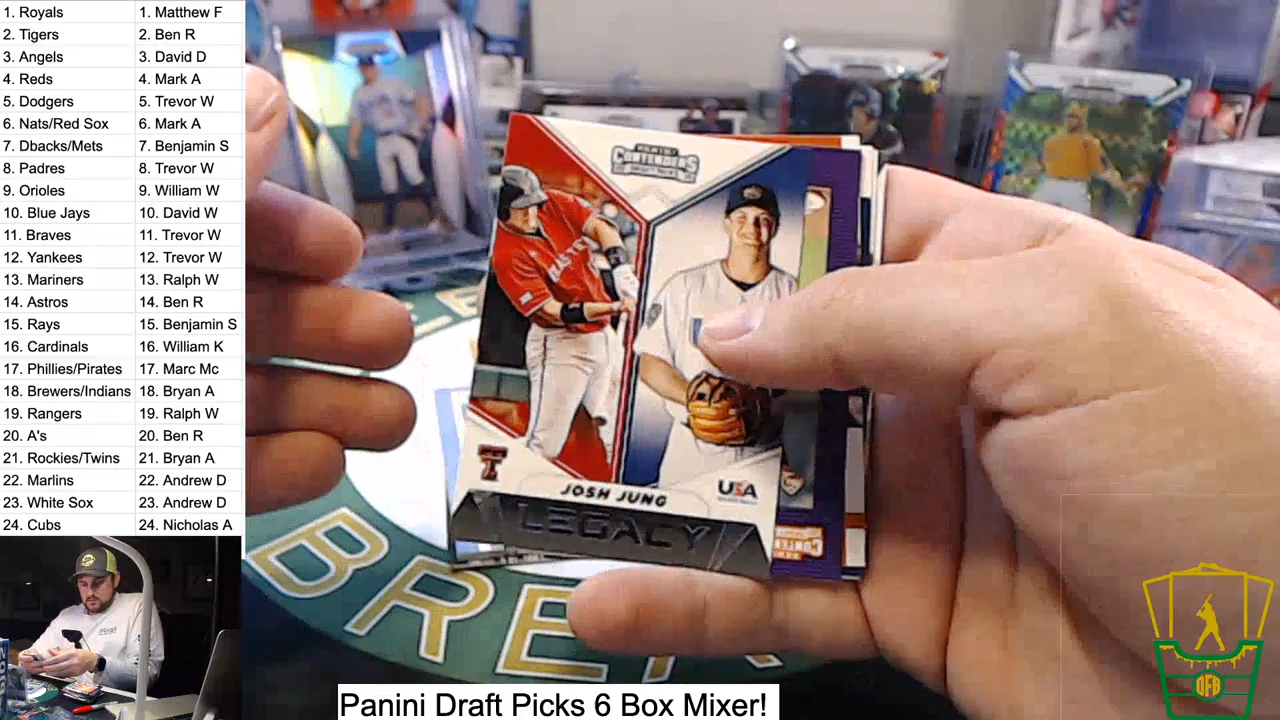 1. Royals 1. Matthew F
2. Tigers 2. Ben R
3. Angels 3. David D
4. Reds 4. Mark A
5. Dodgers 5. Trevor W
6. Nats/Red Sox 6. Mark A
7. Dbacks/Mets 7. Benjamin S
8. Padres 8. Trevor W
9. Orioles 9. William W
10. Blue Jays 10. David W
11. Braves 11. Trevor W
12. Yankees 12. Trevor W
13. Mariners 13. Ralph W
14. Astros 14. Ben R
15. Rays 15. Benjamin S
16. Cardinals 16. William K
17. Phillies/Pirates 17. Marc Mc
18. Brewers/Indians 18. Bryan A
19. Rangers 19. Ralph W
20. A's 20. Ben R
21. Rockies/Twins 21. Bryan A
22. Marlins 22. Andrew D
23. White Sox 23. Andrew D
24. Cubs 24. Nicholas A
CONTENDERS
JOSH JUNG
USA
LEGACY
BRE
OFB
Panini Draft Picks 6 Box Mixer!